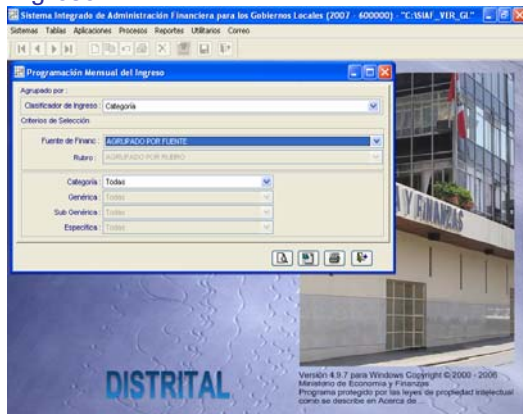 Sistema Integrado de Administración Financiera para los Gobiernos Locales (2007 - 600000) - "C:\SIAF_VER_GL"
Sistemas Tablas Aplicaciones Procesos Reportes Utilitarios Correo
Programación Mensual del Ingreso
Agrupado por :
Clasificador de Ingreso : Categoría
Criterios de Selección
Fuente de Financ : AGRUPADO POR FUENTE
Rubro : AGRUPADO POR RUBRO
Categoría : Todas
Genérica : Todas
Sub Genérica : Todas
Específica : Todas
Y FINANZAS
DISTRITAL
Versión 4.9.7 para Windows Copyright © 2000 - 2006
Ministerio de Economía y Finanzas
Programa protegido por las leyes de propiedad intelectual
como se describe en Acerca de ...